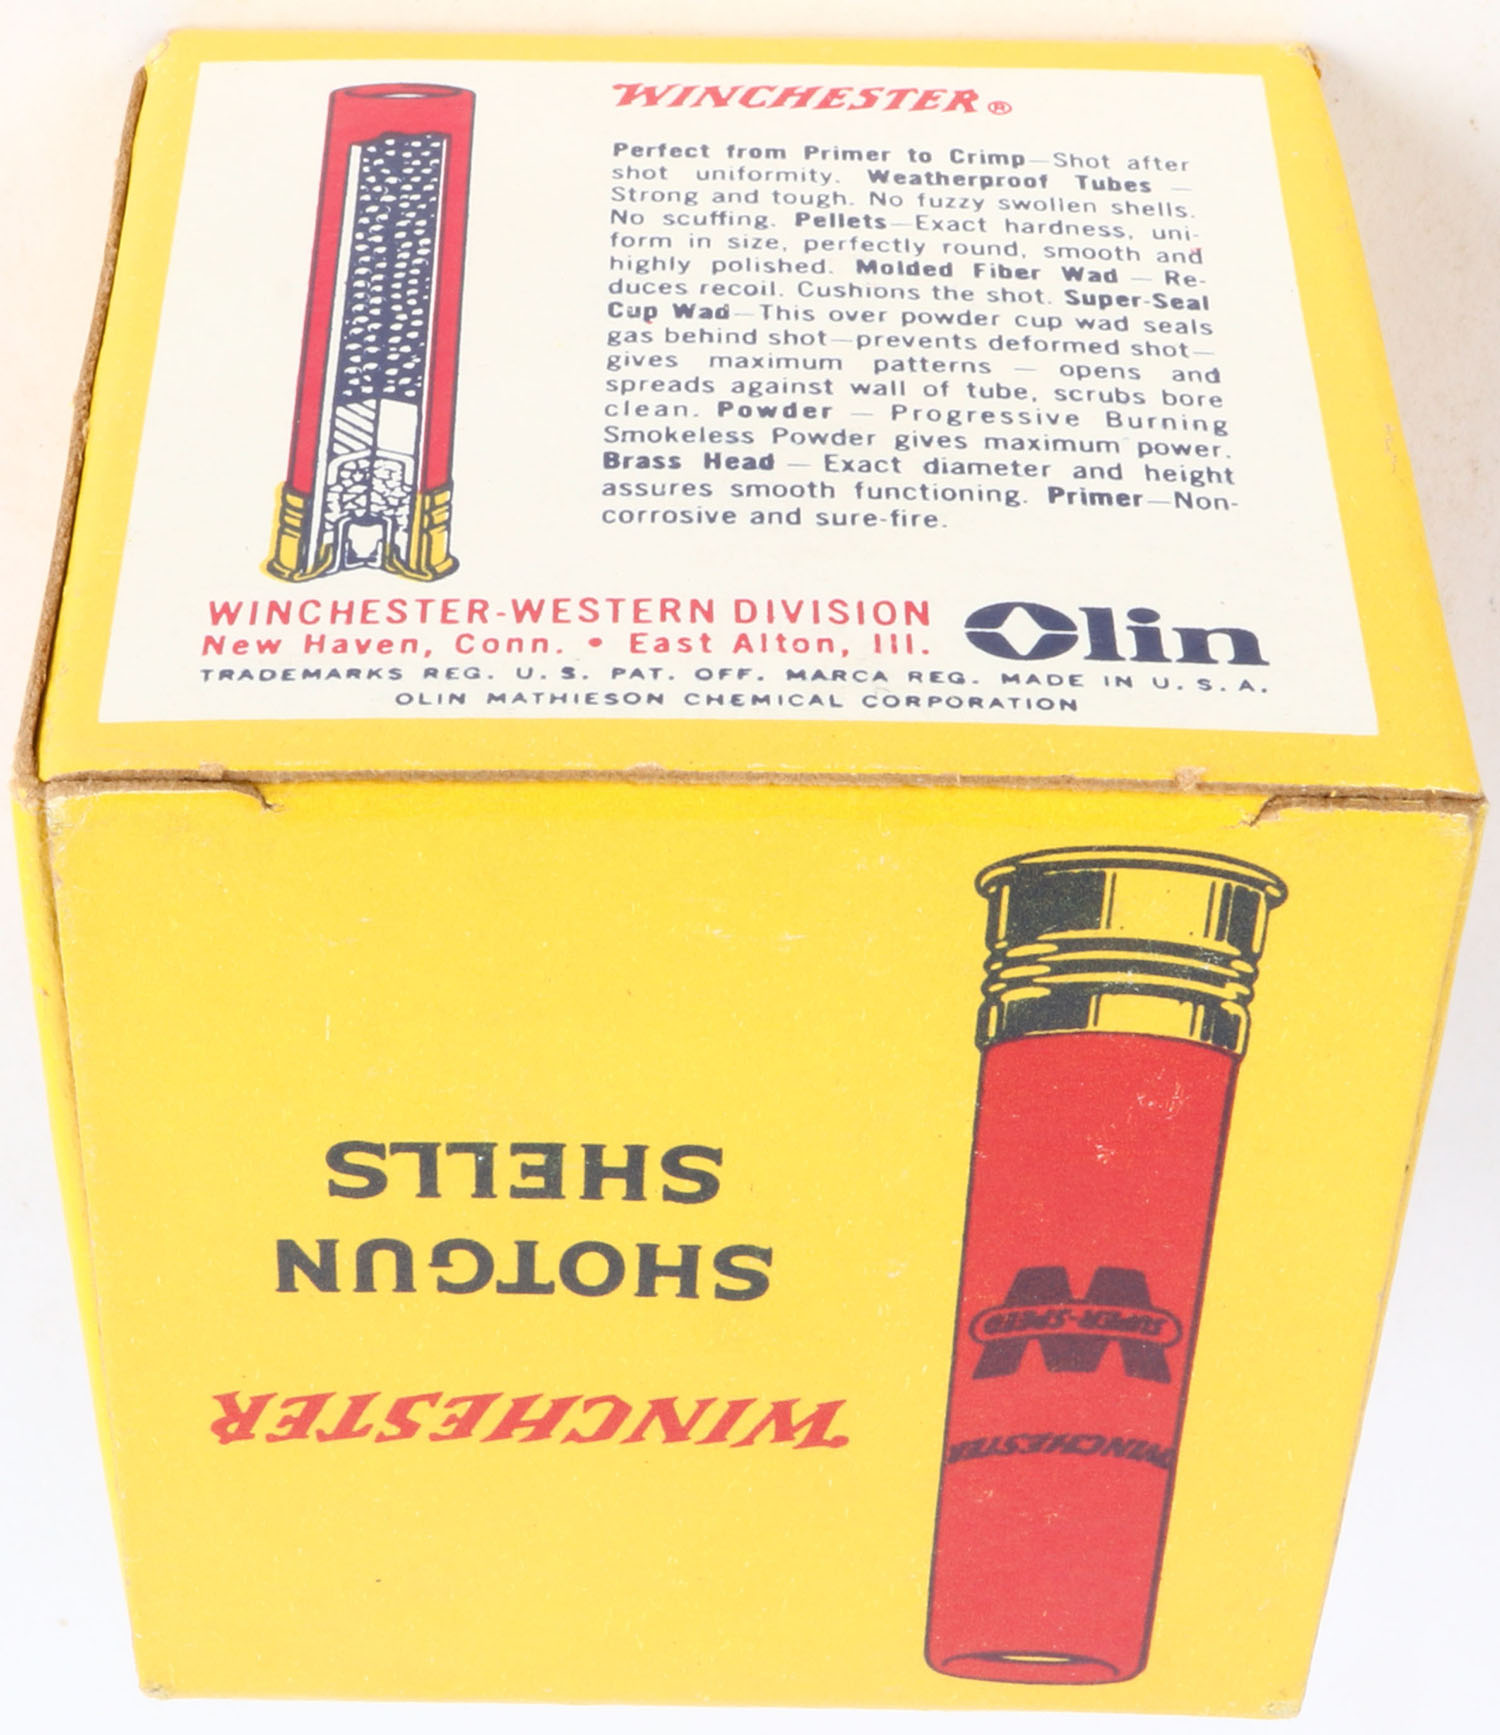 WINCHESTER®
Perfect from Primer to Crimp—Shot after
shot uniformity. Weatherproof Tubes —
Strong and tough. No fuzzy swollen shells.
No scuffing. Pellets—Exact hardness, uni-
form in size, perfectly round, smooth and
highly polished. Molded Fiber Wad — Re-
duces recoil. Cushions the shot. Super-Seal
Cup Wad—This over powder cup wad seals
gas behind shot—prevents deformed shot—
gives maximum patterns — opens and
spreads against wall of tube, scrubs bore
clean. Powder — Progressive Burning
Smokeless Powder gives maximum power.
Brass Head — Exact diameter and height
assures smooth functioning. Primer—Non-
corrosive and sure-fire.
WINCHESTER-WESTERN DIVISION
New Haven, Conn. • East Alton, Ill.
Olin
TRADEMARKS REG. U. S. PAT. OFF. MARCA REG. MADE IN U. S. A.
OLIN MATHIESON CHEMICAL CORPORATION
WINCHESTER
SHOTGUN
SHELLS
WINCHESTER
W
SUPER-SPEED